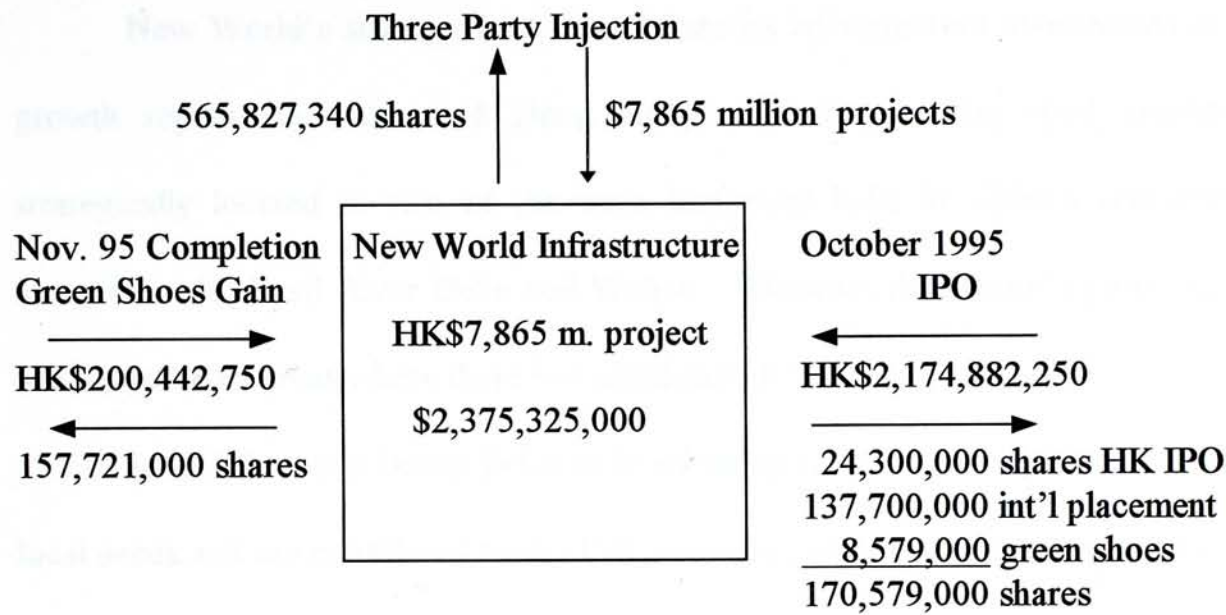 Three Party Injection
565,827,340 shares
$7,865 million projects
Nov. 95 Completion
Green Shoes Gain
HK$200,442,750
157,721,000 shares
New World Infrastructure
HK$7,865 m. project
$2,375,325,000
October 1995
IPO
HK$2,174,882,250
24,300,000 shares HK IPO
137,700,000 int'l placement
8,579,000 green shoes
170,579,000 shares